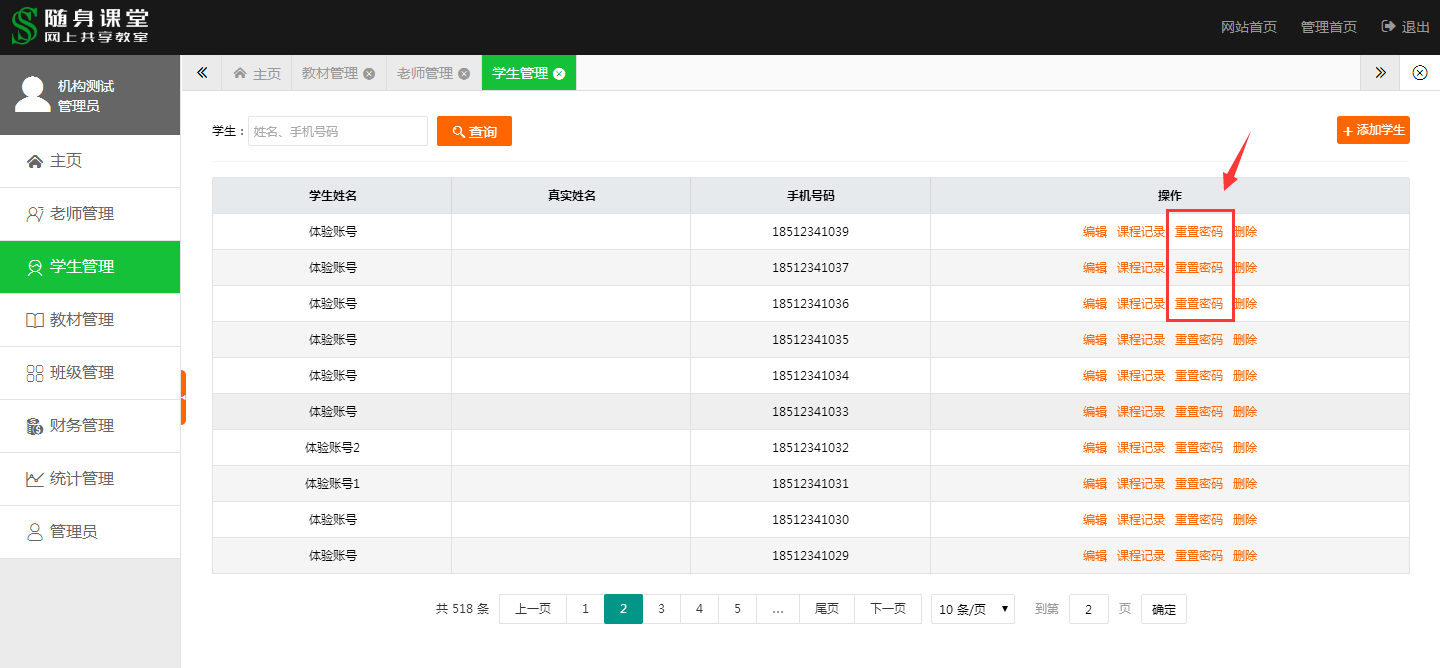 随身课堂
网上共享教室
网站首页 管理首页 退出
机构测试
管理员
主页 教材管理 老师管理 学生管理
主页
老师管理
学生管理
教材管理
班级管理
财务管理
统计管理
管理员
学生： 姓名、手机号码 查询 + 添加学生
学生姓名 真实姓名 手机号码 操作
体验账号 18512341039 编辑 课程记录 重置密码 删除
体验账号 18512341037 编辑 课程记录 重置密码 删除
体验账号 18512341036 编辑 课程记录 重置密码 删除
体验账号 18512341035 编辑 课程记录 重置密码 删除
体验账号 18512341034 编辑 课程记录 重置密码 删除
体验账号 18512341033 编辑 课程记录 重置密码 删除
体验账号2 18512341032 编辑 课程记录 重置密码 删除
体验账号1 18512341031 编辑 课程记录 重置密码 删除
体验账号 18512341030 编辑 课程记录 重置密码 删除
体验账号 18512341029 编辑 课程记录 重置密码 删除
共 518 条 上一页 1 2 3 4 5 ... 尾页 下一页 10 条/页 到第 2 页 确定